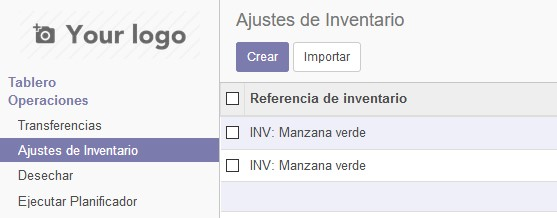 Your logo
Tablero
Operaciones
Transferencias
Ajustes de Inventario
Desechar
Ejecutar Planificador
Ajustes de Inventario
Crear
Importar
Referencia de inventario
INV: Manzana verde
INV: Manzana verde